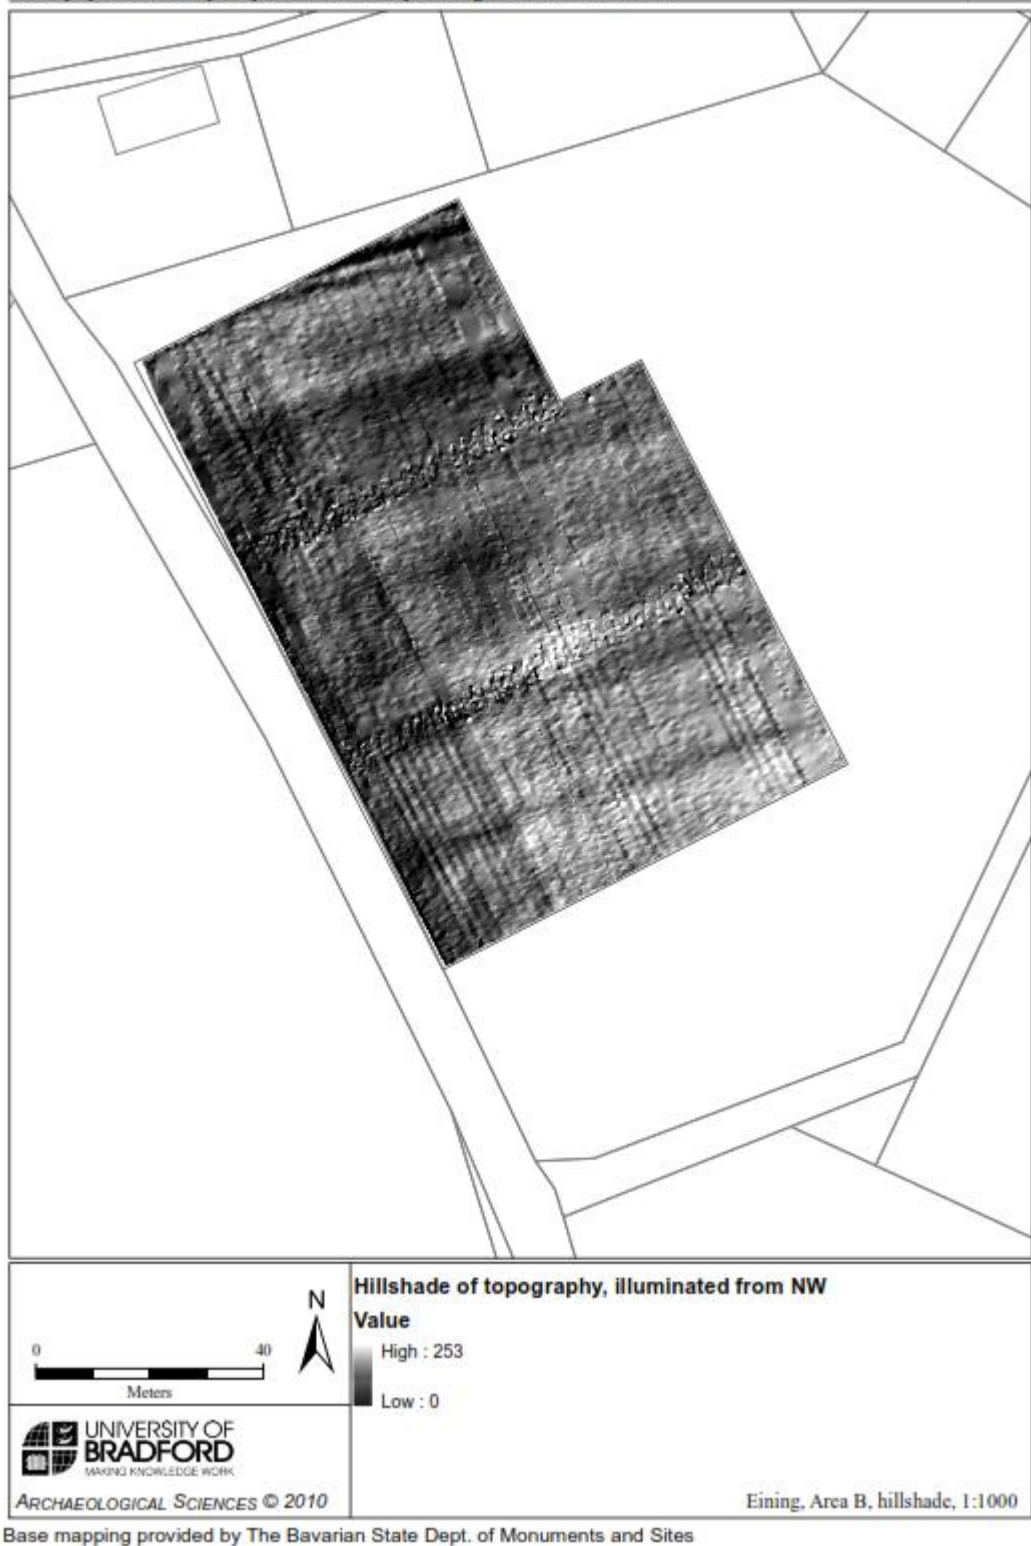 Hillshade of topography, illuminated from NW
Value
High : 253
Low : 0
N
0 40
Meters
UNIVERSITY OF
BRADFORD
MAKING KNOWLEDGE WORK
ARCHAEOLOGICAL SCIENCES © 2010
Eining, Area B, hillshade, 1:1000
Base mapping provided by The Bavarian State Dept. of Monuments and Sites